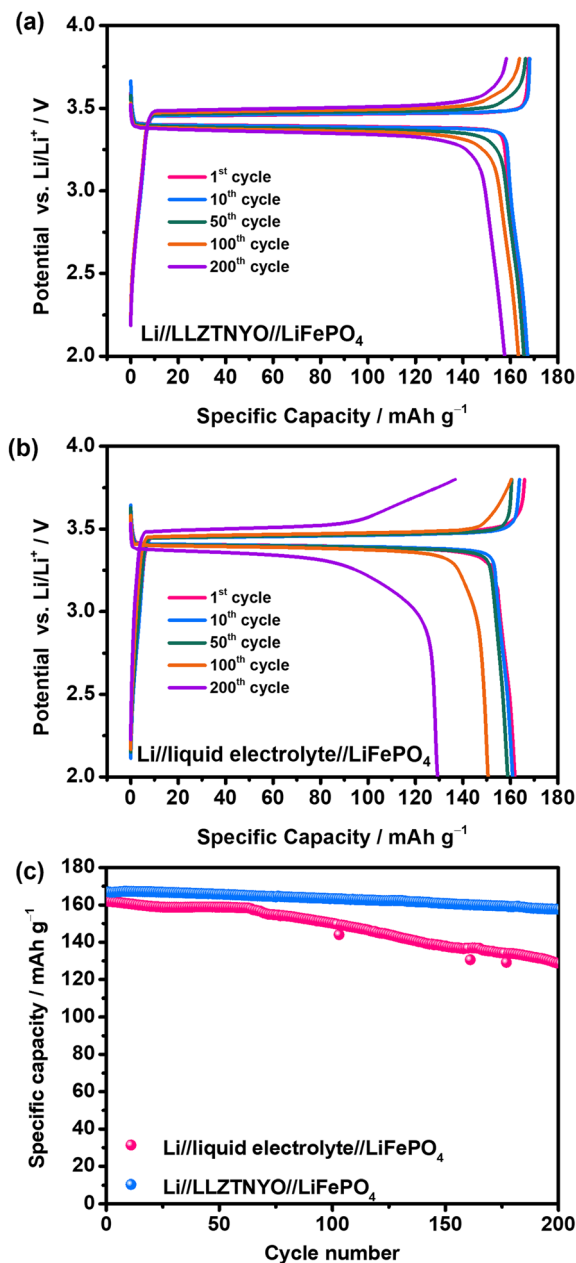 (a)
4.0
3.5
3.0
2.5
2.0
Potential vs. Li/Li⁺ / V
1ˢᵗ cycle
10ᵗʰ cycle
50ᵗʰ cycle
100ᵗʰ cycle
200ᵗʰ cycle
Li//LLZTNYO//LiFePO₄
0 20 40 60 80 100 120 140 160 180
Specific Capacity / mAh g⁻¹
(b)
4.0
3.5
3.0
2.5
2.0
Potential vs. Li/Li⁺ / V
1ˢᵗ cycle
10ᵗʰ cycle
50ᵗʰ cycle
100ᵗʰ cycle
200ᵗʰ cycle
Li//liquid electrolyte//LiFePO₄
0 20 40 60 80 100 120 140 160 180
Specific Capacity / mAh g⁻¹
(c)
180
160
140
120
100
80
60
40
20
0
Specific capacity / mAh g⁻¹
Li//liquid electrolyte//LiFePO₄
Li//LLZTNYO//LiFePO₄
0 50 100 150 200
Cycle number